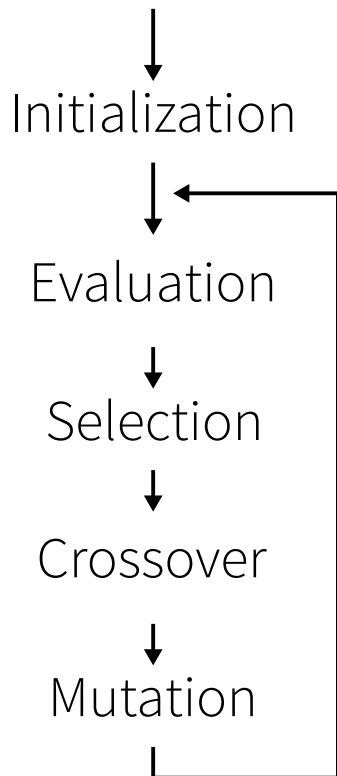 Initialization
Evaluation
Selection
Crossover
Mutation